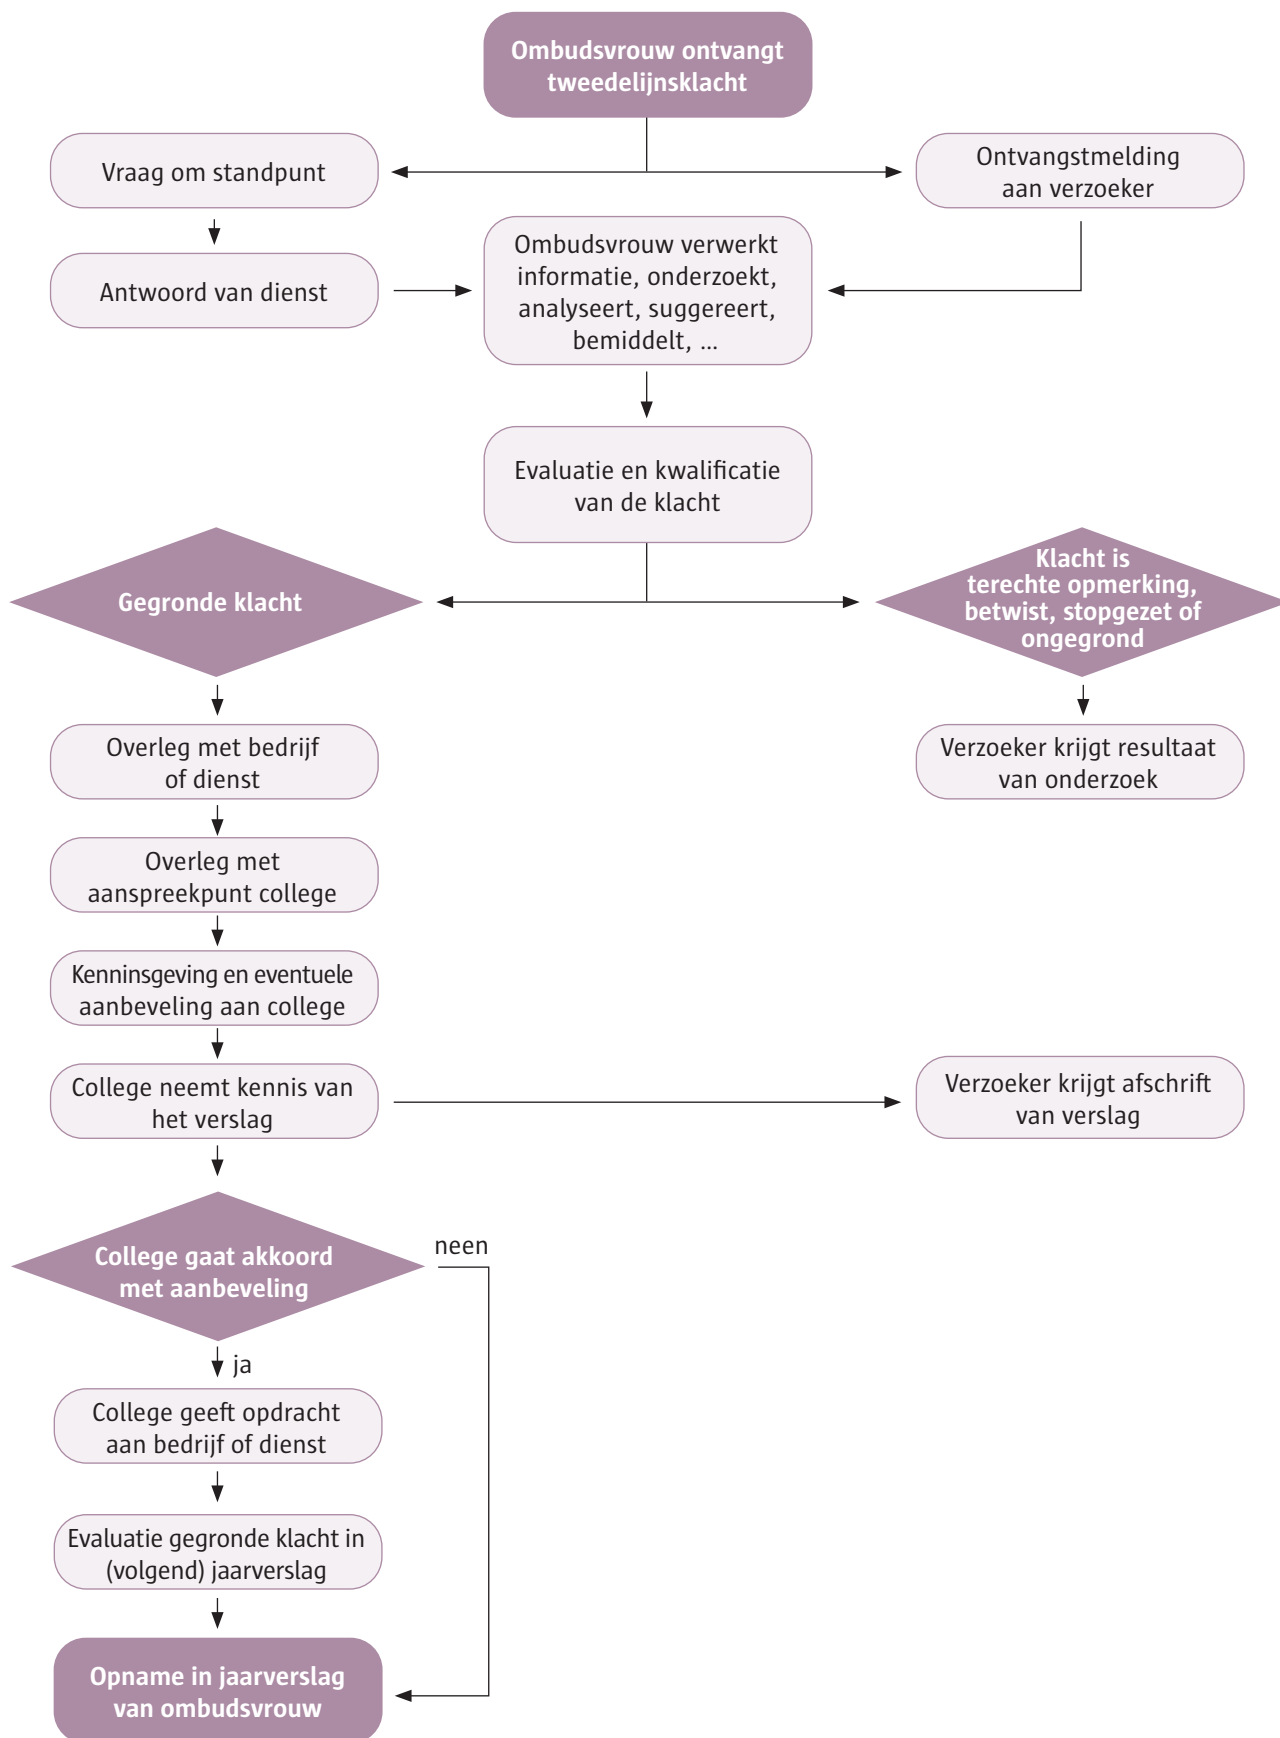 Ombudsvrouw ontvangt
tweedelijnsklacht
Vraag om standpunt
Ontvangstmelding
aan verzoeker
Antwoord van dienst
Ombudsvrouw verwerkt
informatie, onderzoekt,
analyseert, suggereert,
bemiddelt, ...
Evaluatie en kwalificatie
van de klacht
Gegronde klacht
Klacht is
terechte opmerking,
betwist, stopgezet of
ongegrond
Overleg met bedrijf
of dienst
Verzoeker krijgt resultaat
van onderzoek
Overleg met
aanspreekpunt college
Kenninsgeving en eventuele
aanbeveling aan college
College neemt kennis van
het verslag
Verzoeker krijgt afschrift
van verslag
College gaat akkoord
met aanbeveling
neen
ja
College geeft opdracht
aan bedrijf of dienst
Evaluatie gegronde klacht in
(volgend) jaarverslag
Opname in jaarverslag
van ombudsvrouw